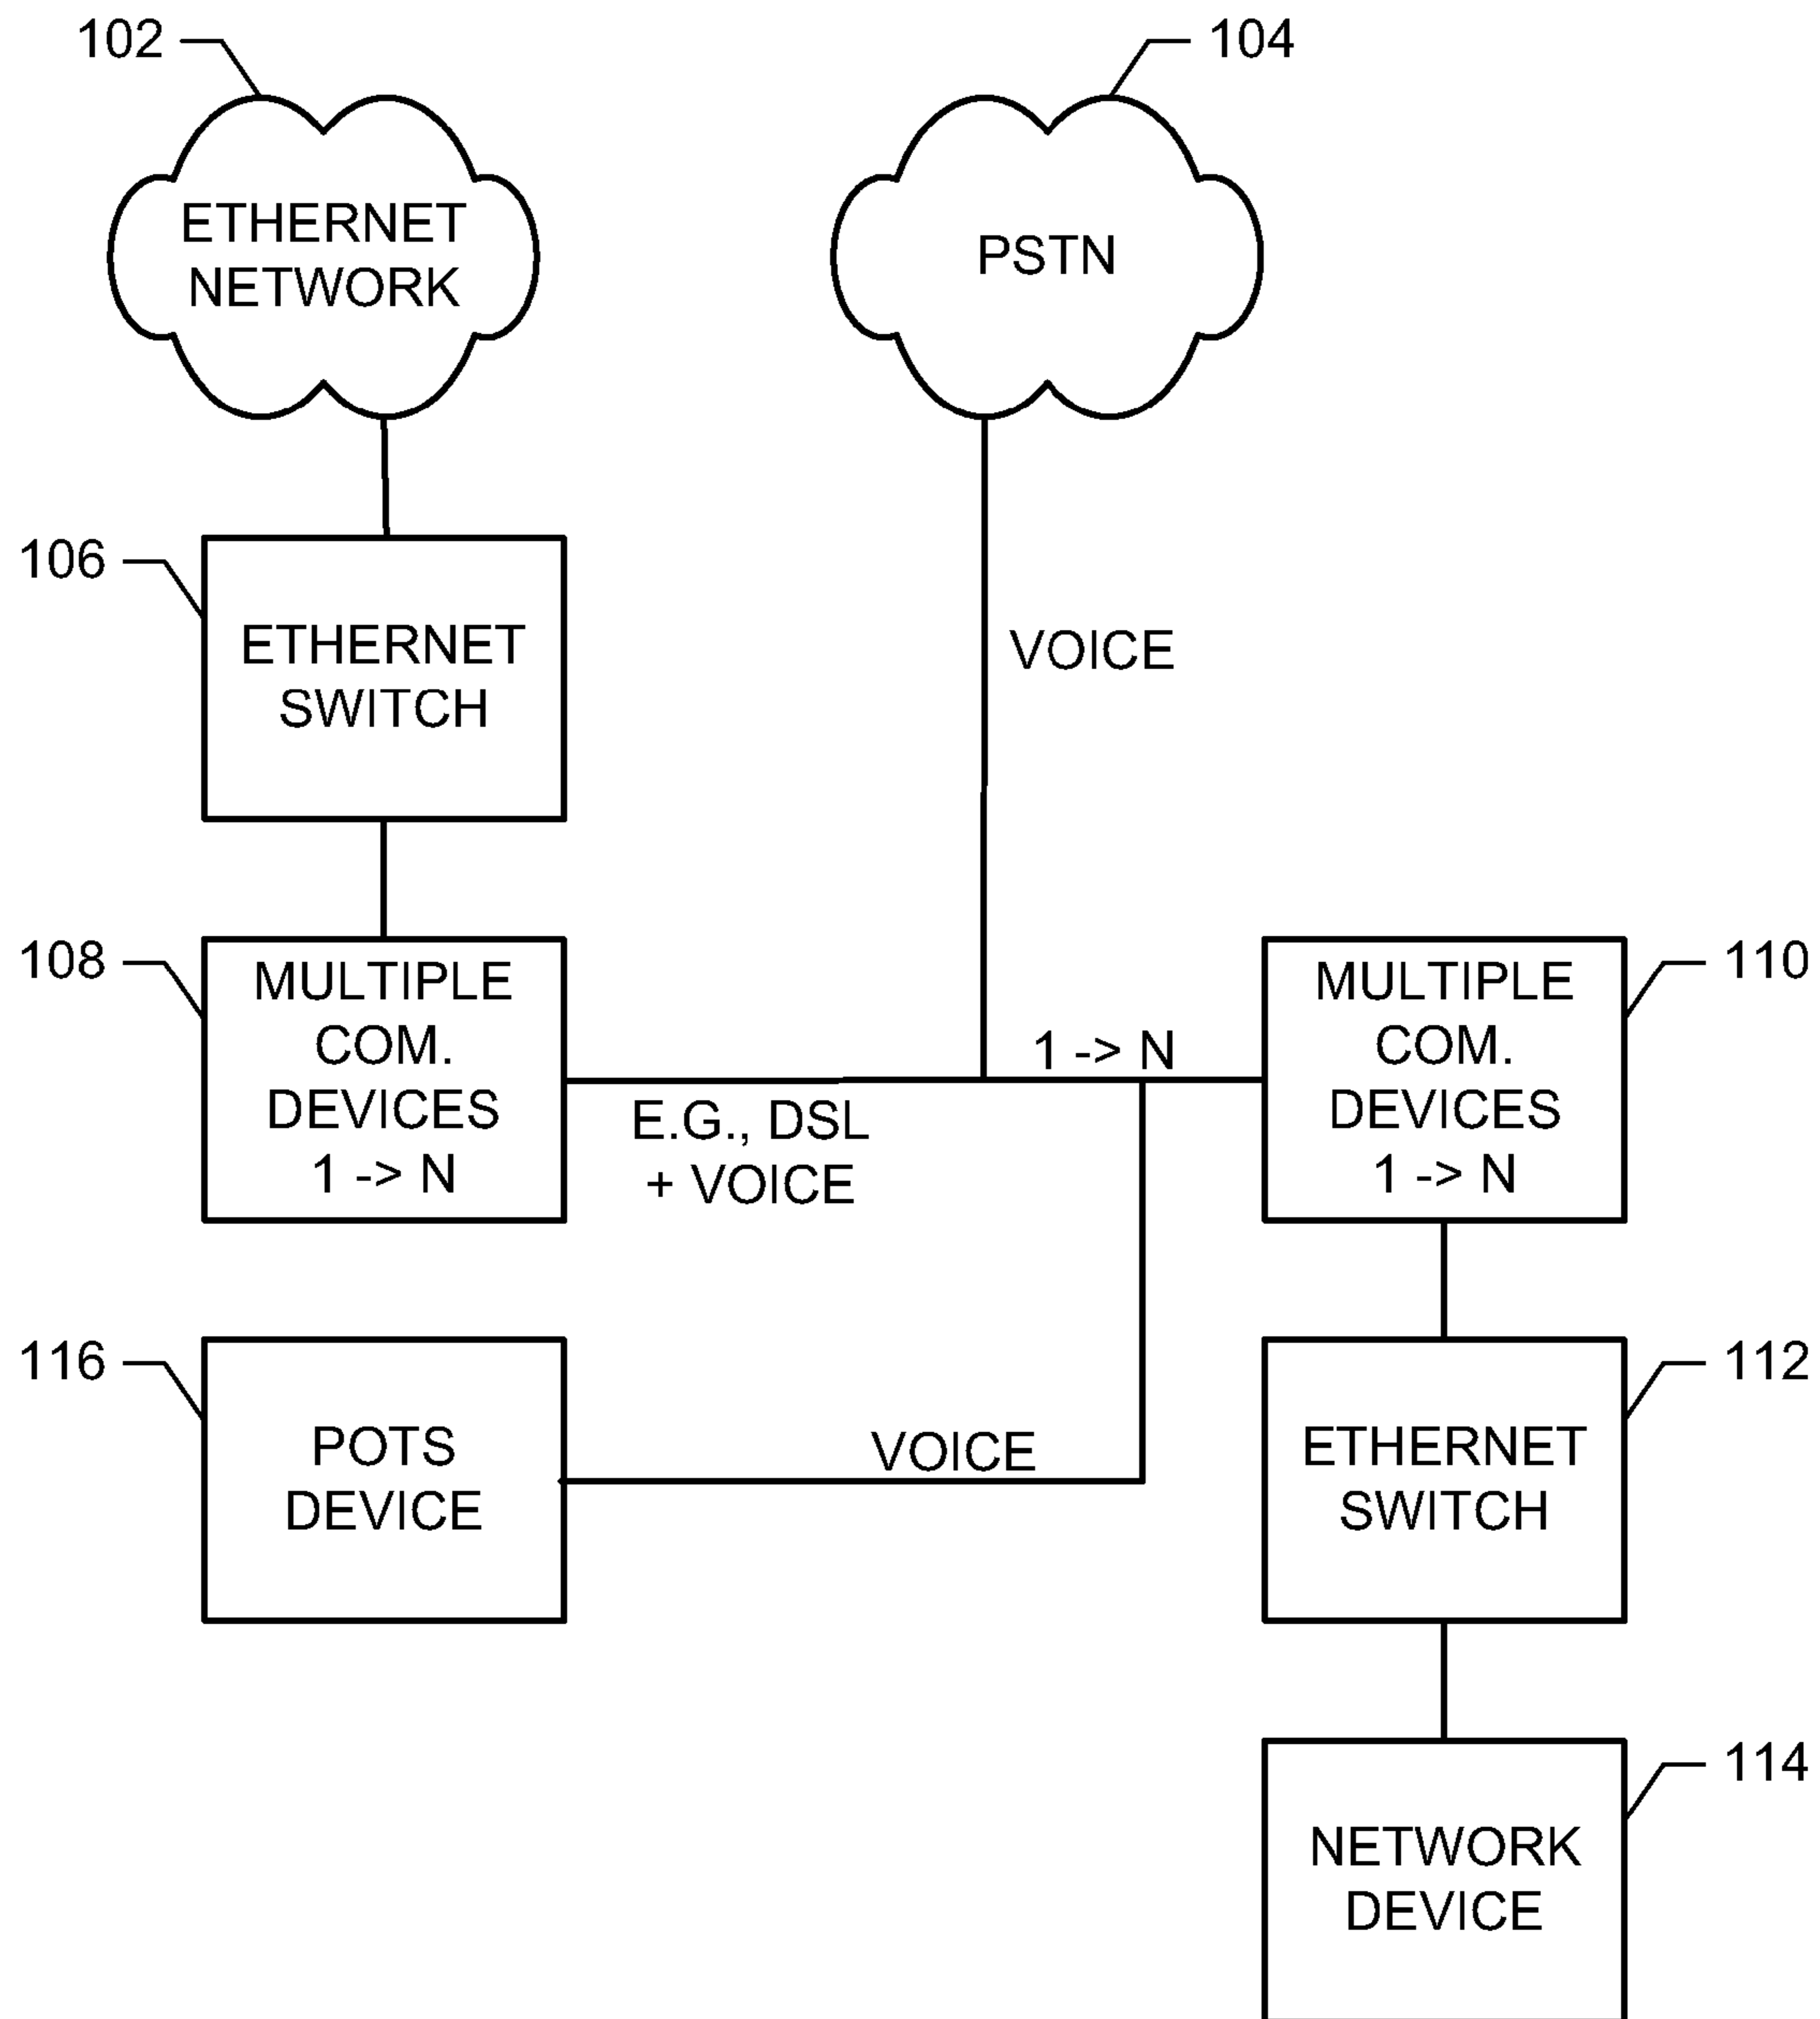 102
104
ETHERNET
NETWORK
PSTN
106
ETHERNET
SWITCH
VOICE
108
MULTIPLE
COM.
DEVICES
1 -> N
E.G., DSL
+ VOICE
1 -> N
110
MULTIPLE
COM.
DEVICES
1 -> N
116
POTS
DEVICE
VOICE
112
ETHERNET
SWITCH
114
NETWORK
DEVICE